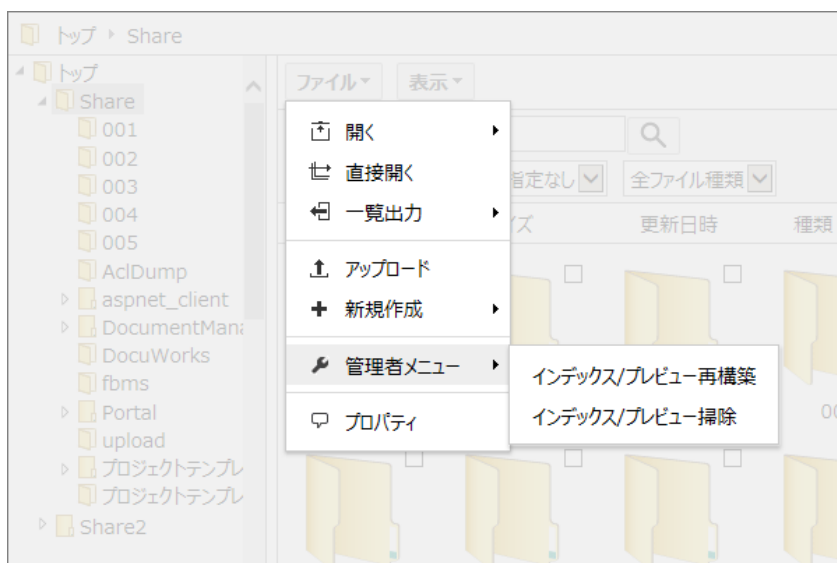 トップ Share
トップ
Share
001
002
003
004
005
AclDump
aspnet_client
DocumentMana
DocuWorks
fbms
Portal
upload
プロジェクトテンプレ
プロジェクトテンプレ
Share2
ファイル 表示
指定なし 全ファイル種類
イズ 更新日時 種類
開く
直接開く
一覧出力
アップロード
新規作成
管理者メニュー
プロパティ
インデックス/プレビュー再構築
インデックス/プレビュー掃除